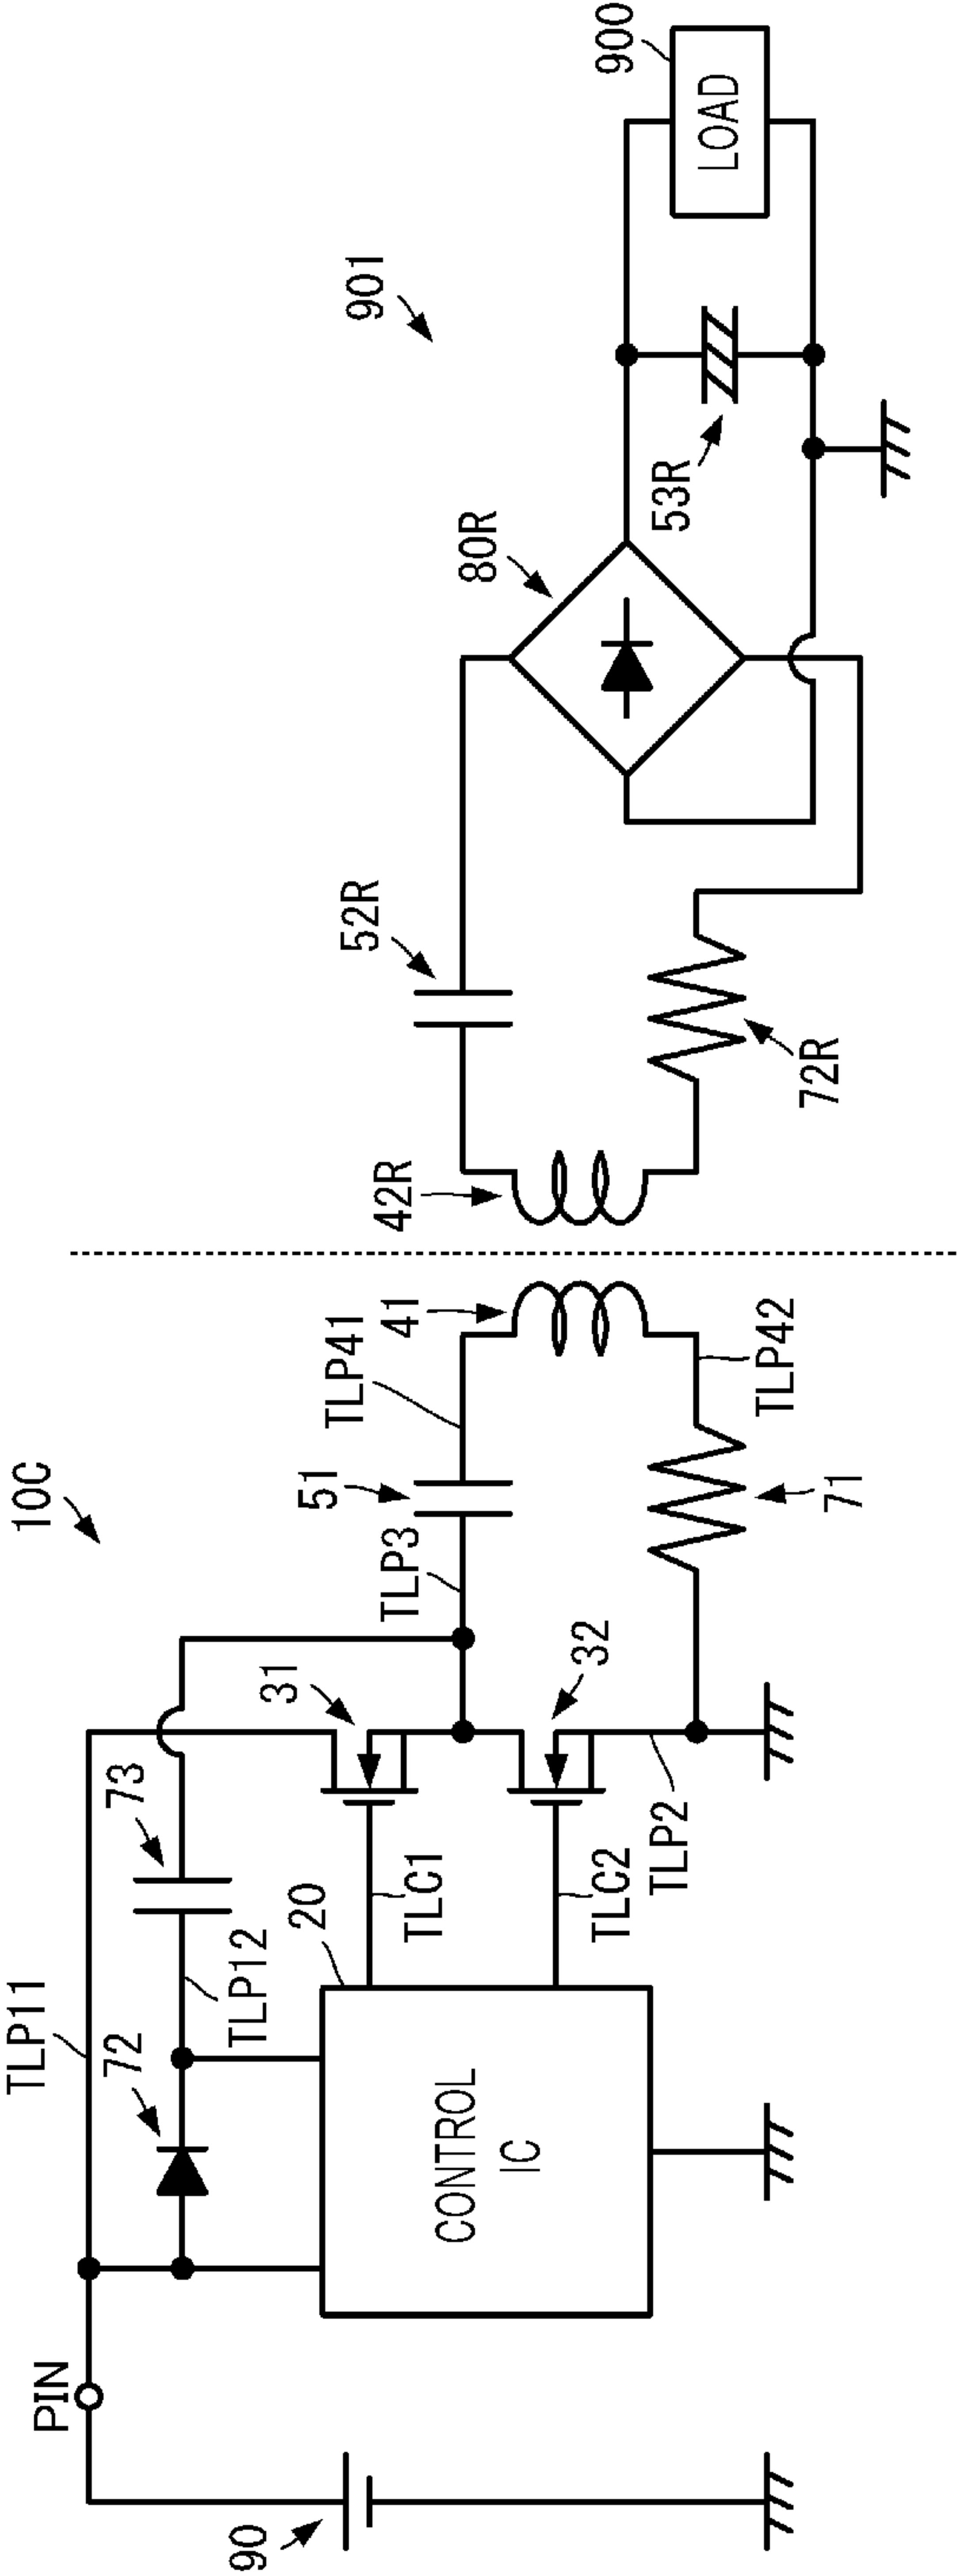 10C
901
TLP11
PIN
72
TLP12
73
31
TLP3
51
TLP41
41
42R
52R
80R
900
LOAD
53R
90
20
CONTROL
IC
TLC1
TLC2
32
TLP2
71
TLP42
72R